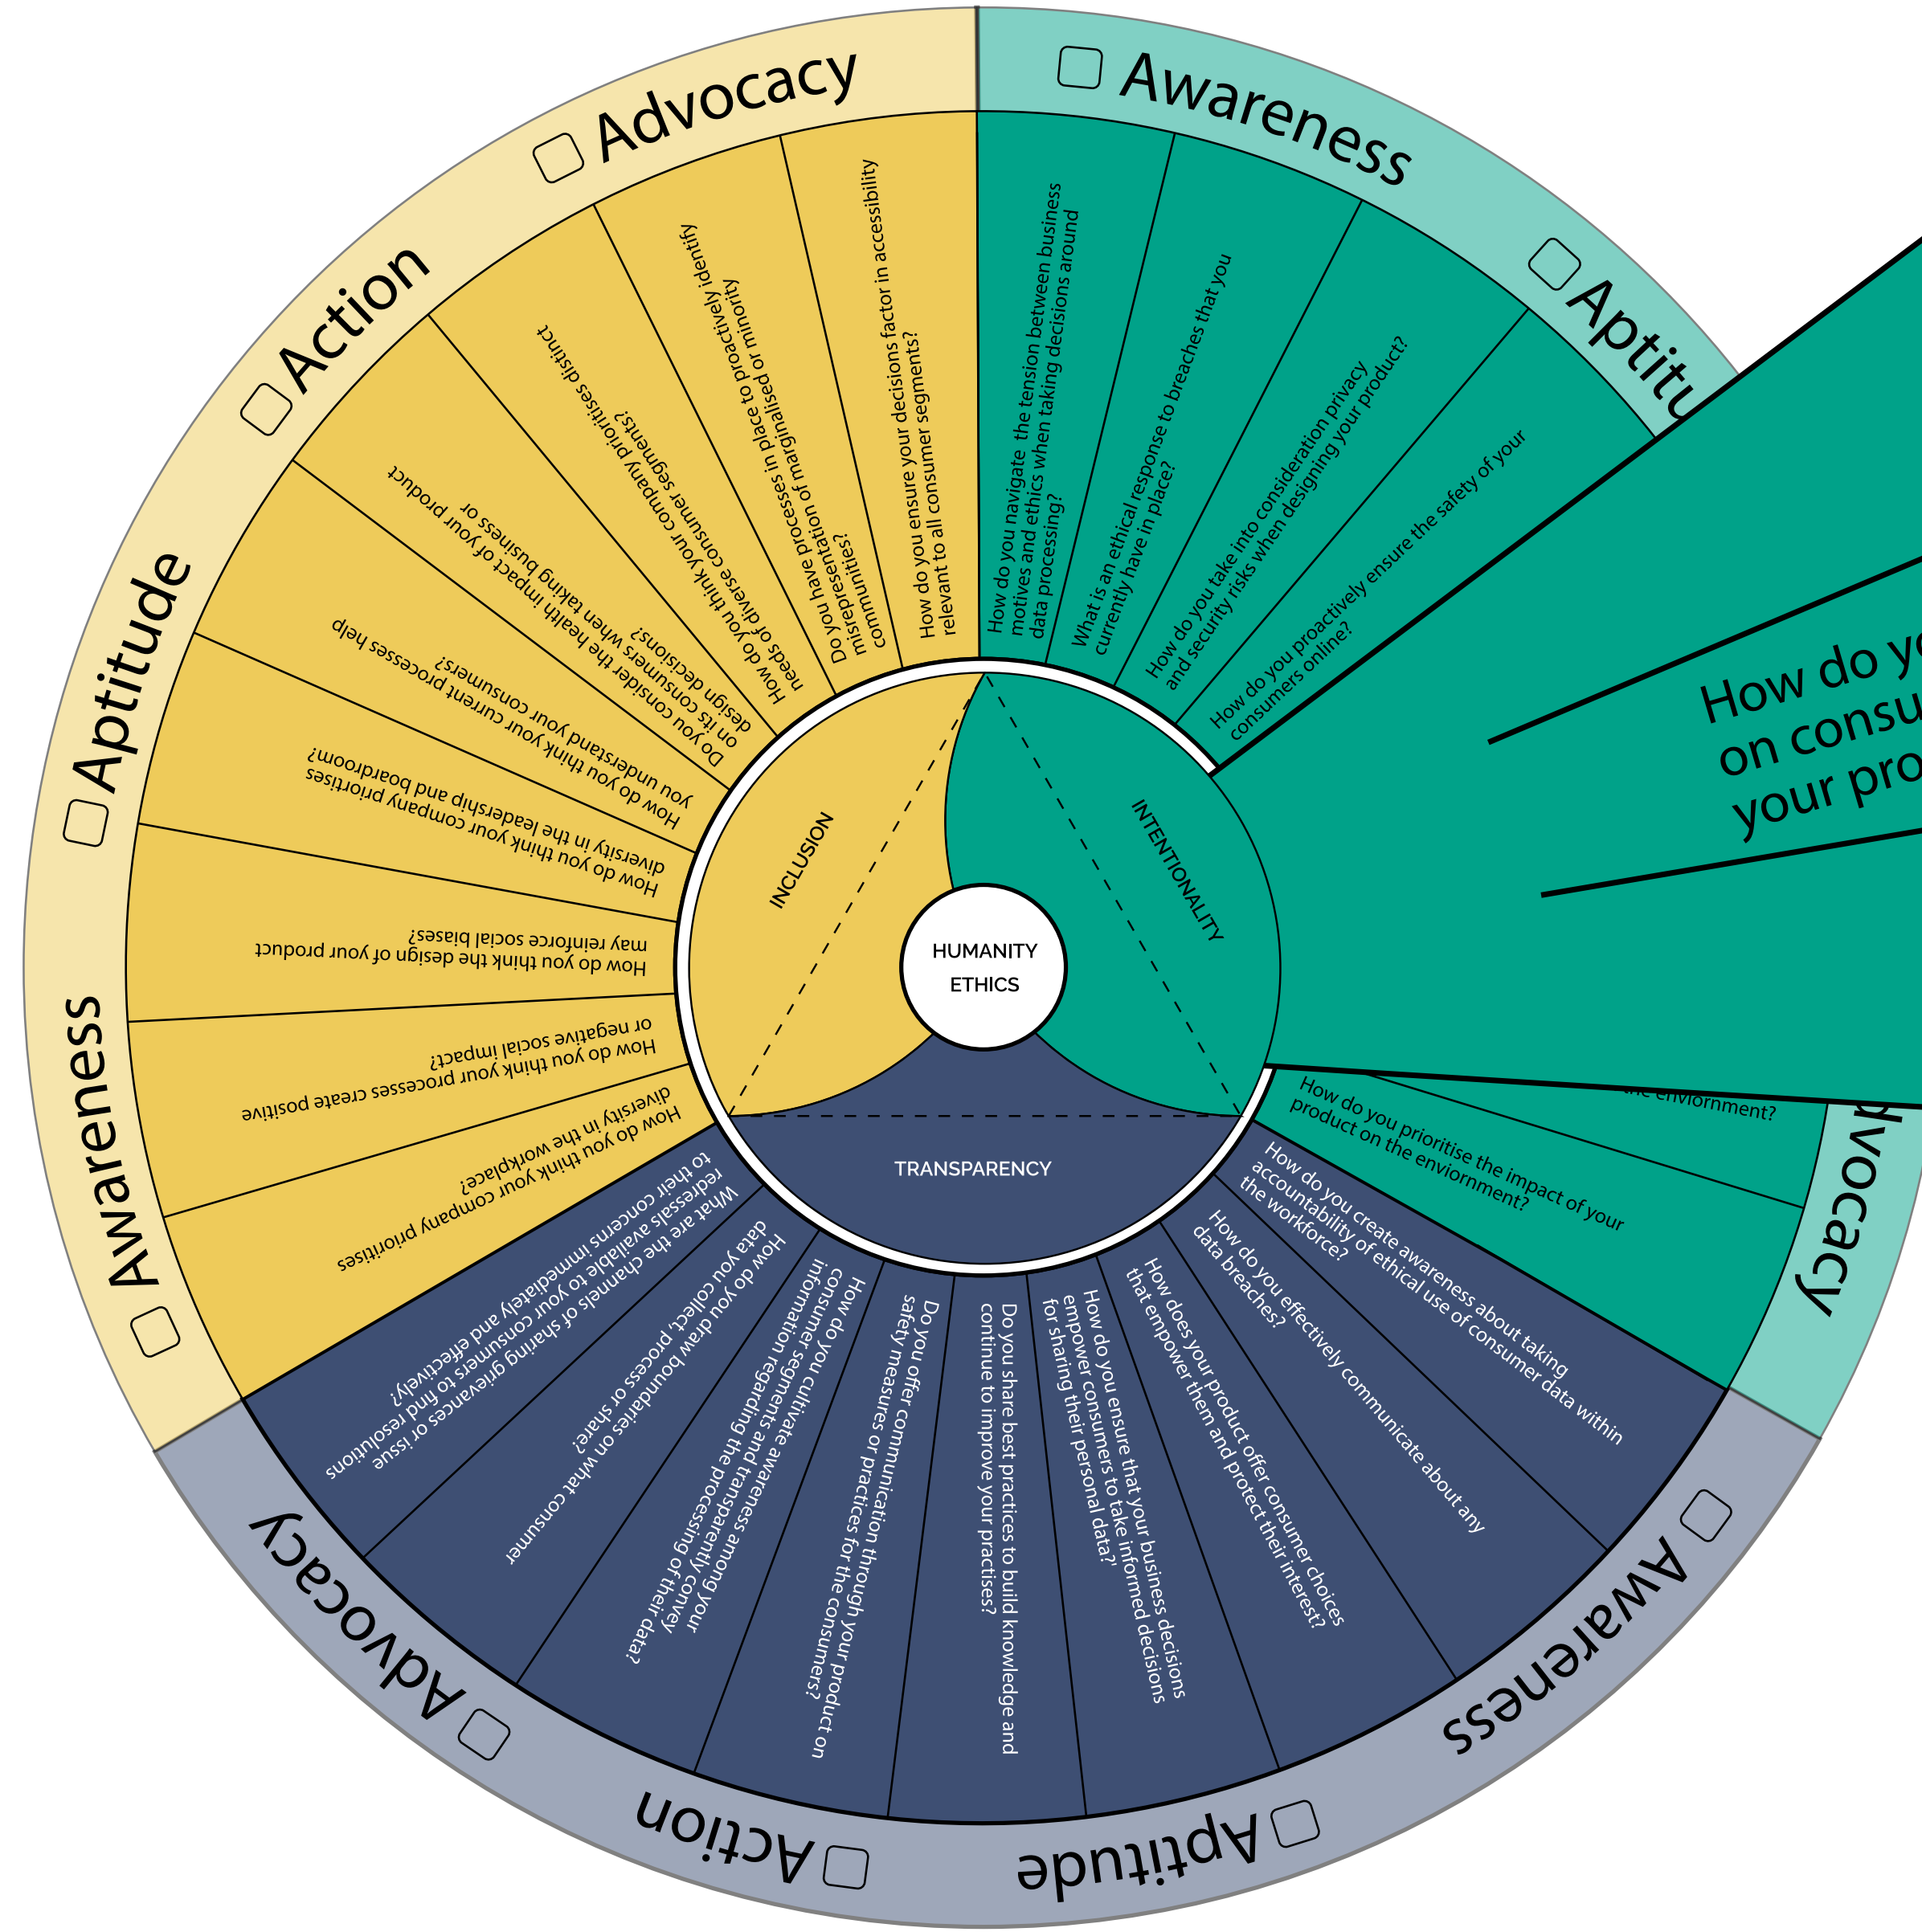 HUMANITY
ETHICS
INCLUSION
INTENTIONALITY
TRANSPARENCY
Awareness
Aptitu
dvocacy
How do you navigate the tension between business
motives and ethics when taking decisions around
data processing?
What is an ethical response to breaches that you
currently have in place?
How do you take into consideration privacy
and security risks when designing your product?
How do you proactively ensure the safety of your
consumers online?
How do yo
on consu
your pro
the enviornment?
How do you prioritise the impact of your
product on the enviornment?
Awareness
Aptitude
Action
Advocacy
How do you create awareness about taking
accountability of ethical use of consumer data within
the workforce?
How do you effectively communicate about any
data breaches?
How does your product offer consumer choices
that empower them and protect their interest?
How do you ensure that your business decisions
empower consumers to take informed decisions
for sharing their personal data?'
Do you share best practices to build knowledge and
continue to improve your practises?
Do you offer communication through your product on
safety measures or practices for the consumers?
How do you cultivate awareness among your
consumer segments and transparently convey
information regarding the processing of their data?
How do you draw boundaries on what consumer
data you collect, process or share?
What are the channels of sharing grievances or issue
redressals available to your consumers to find resolutions
to their concerns immediately and effectively?
Awareness
Aptitude
Action
Advocacy
How do you think your company prioritises
diversity in the workplace?
How do you think your processes create positive
or negative social impact?
How do you think the design of your product
may reinforce social biases?
How do you think your company prioritises
diversity in the leadership and boardroom?
How do you think your current processes help
you understand your consumers?
Do you consider the health impact of your product
on its consumers when taking business or
design decisions?
How do you think your company prioritises distinct
needs of diverse consumer segments?
Do you have processes in place to proactively identify
misrepresentation of marginalised or minority
communities?
How do you ensure your decisions factor in accessibility
relevant to all consumer segments?